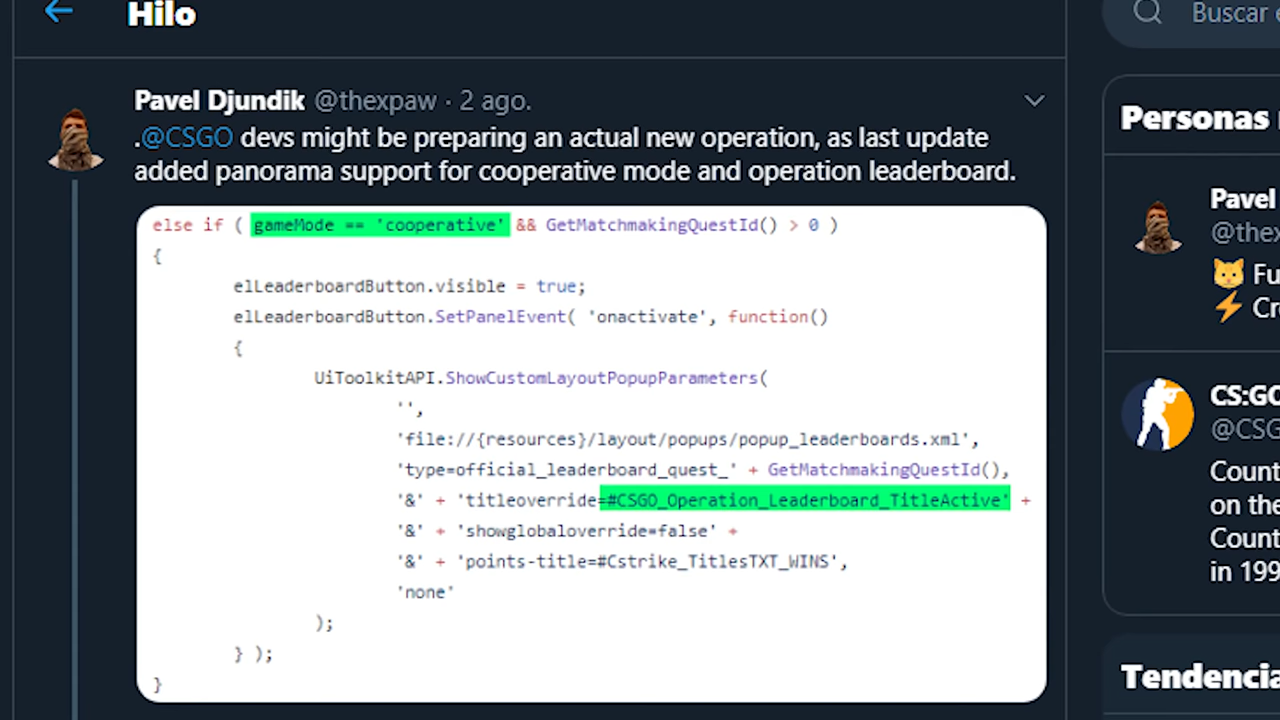 Hilo
Buscar
Pavel Djundik @thexpaw · 2 ago.
.@CSGO devs might be preparing an actual new operation, as last update
added panorama support for cooperative mode and operation leaderboard.
else if ( gameMode == 'cooperative' && GetMatchmakingQuestId() > 0 )
{
elLeaderboardButton.visible = true;
elLeaderboardButton.SetPanelEvent( 'onactivate', function()
{
UiToolkitAPI.ShowCustomLayoutPopupParameters(
'',
'file://{resources}/layout/popups/popup_leaderboards.xml',
'type=official_leaderboard_quest_' + GetMatchmakingQuestId(),
'&' + 'titleoverride=#CSGO_Operation_Leaderboard_TitleActive' +
'&' + 'showglobaloverride=false' +
'&' + 'points-title=#Cstrike_TitlesTXT_WINS',
'none'
);
} );
}
Personas
Pavel
@thex
Fu
Cr
CS:GO
@CSG
Count
on the
Count
in 199
Tendencia